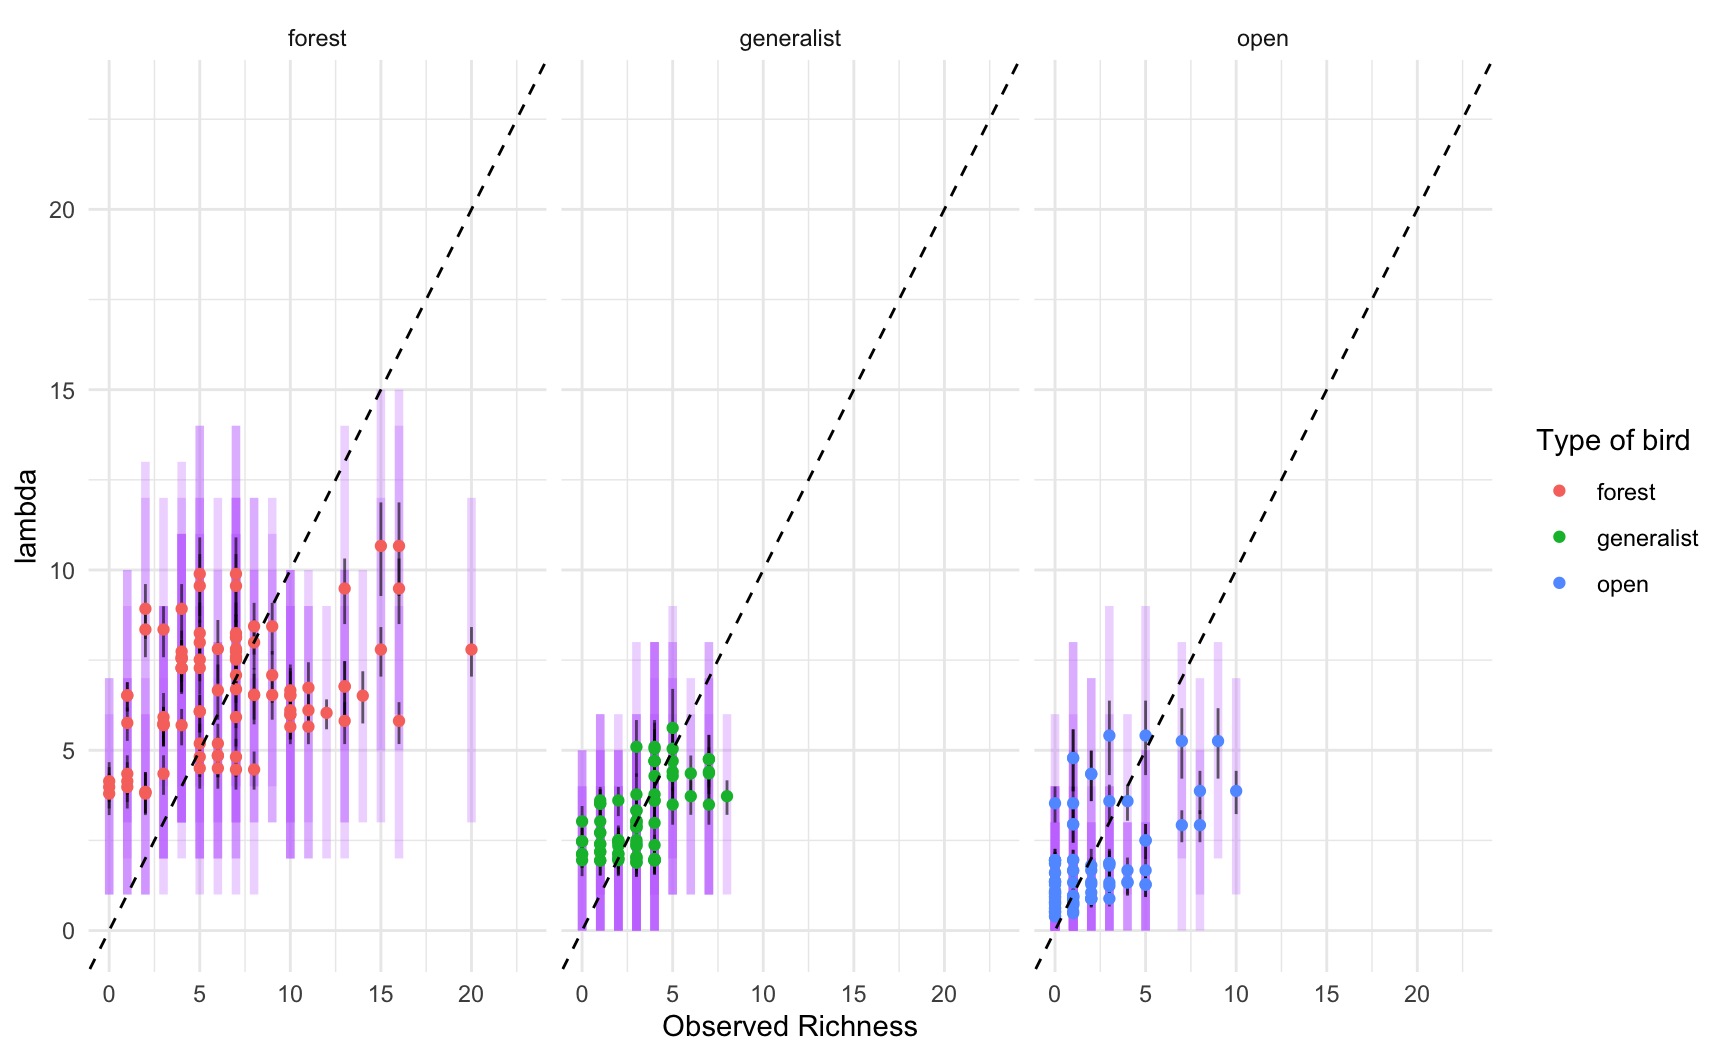 forest generalist open
lambda
20
15
10
5
0
0 5 10 15 20 0 5 10 15 20 0 5 10 15 20
Observed Richness
Type of bird
forest
generalist
open